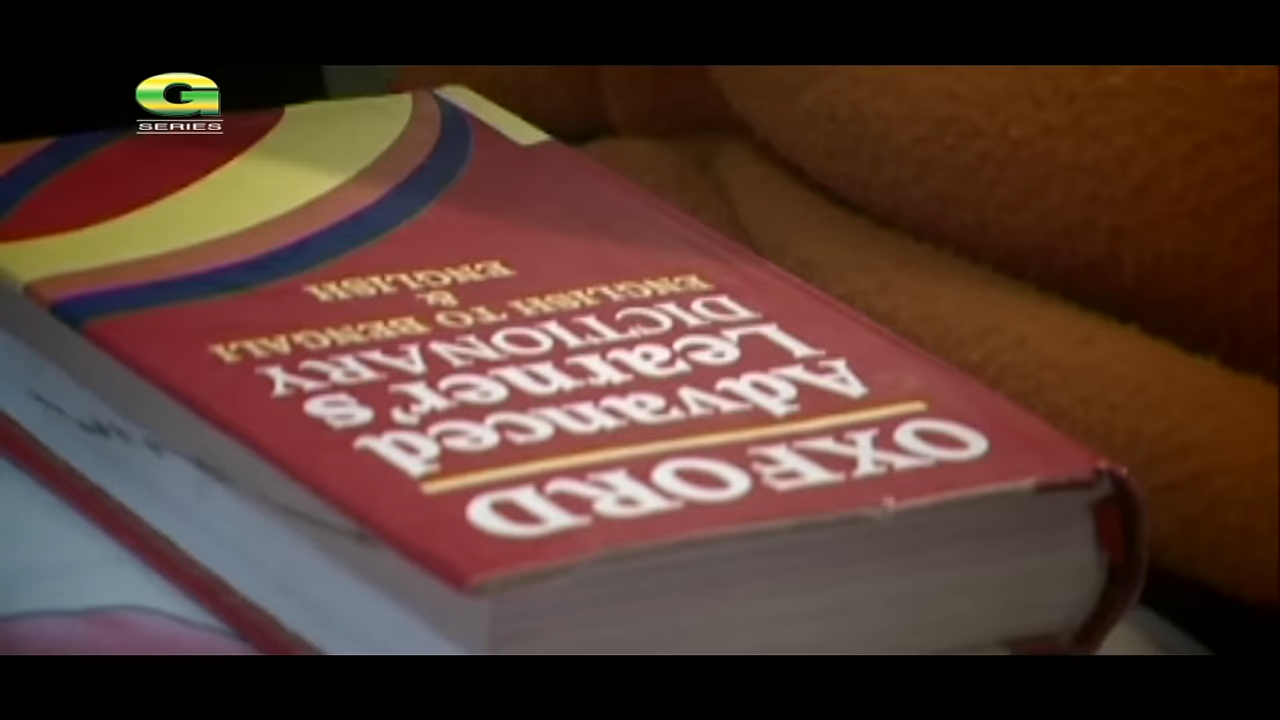 G
SERIES
OXFORD
Advanced
Learner's
DICTIONARY
ENGLISH TO BENGALI
&
ENGLISH